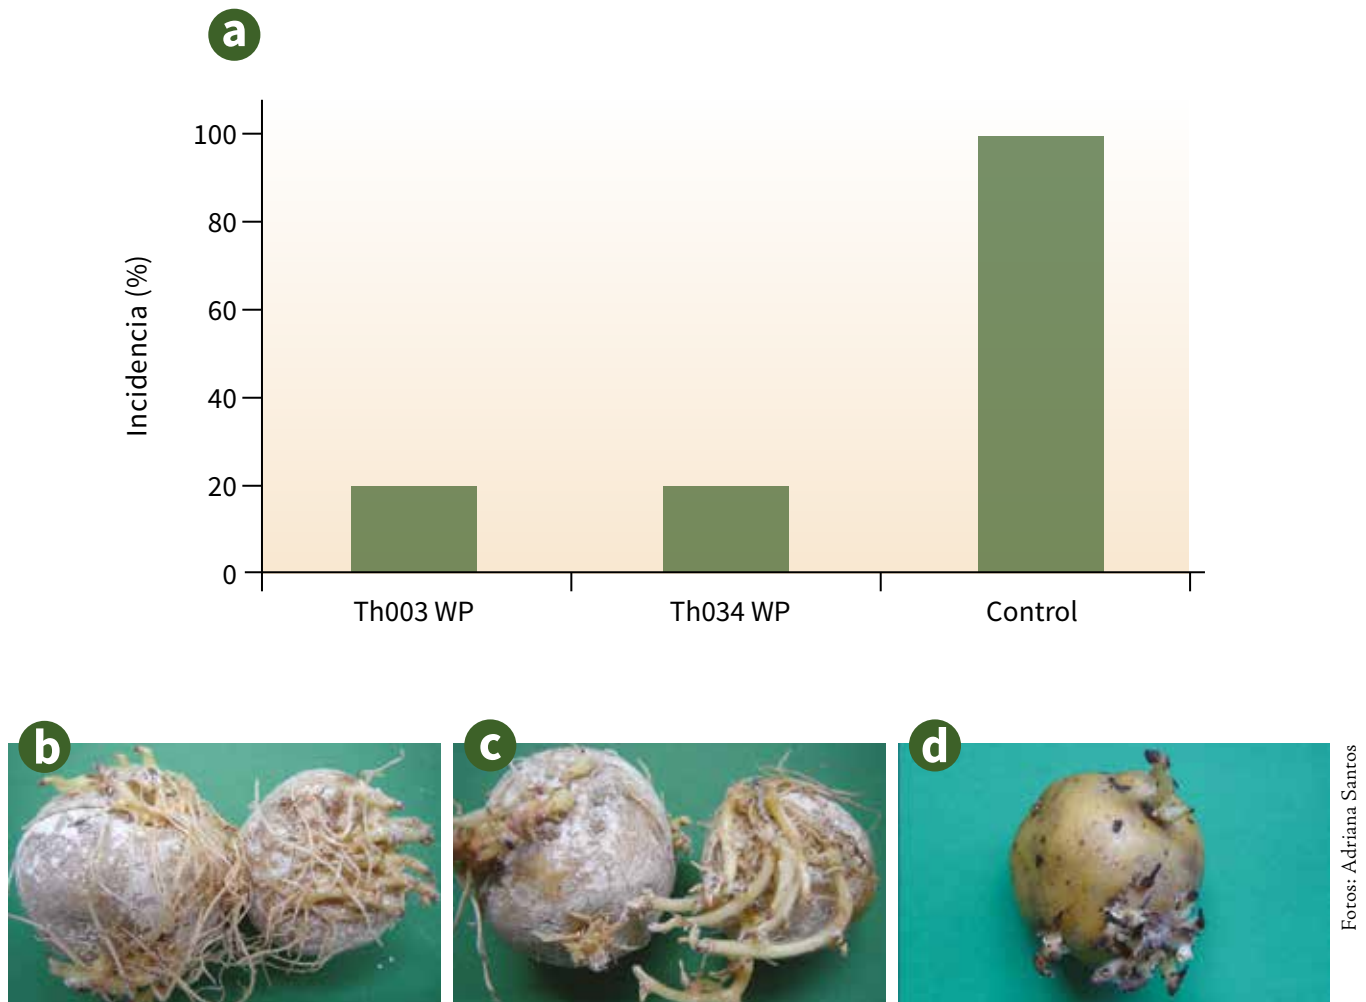 a
100
80
60
40
20
0
Incidencia (%)
Th003 WP
Th034 WP
Control
b
c
d
Fotos: Adriana Santos